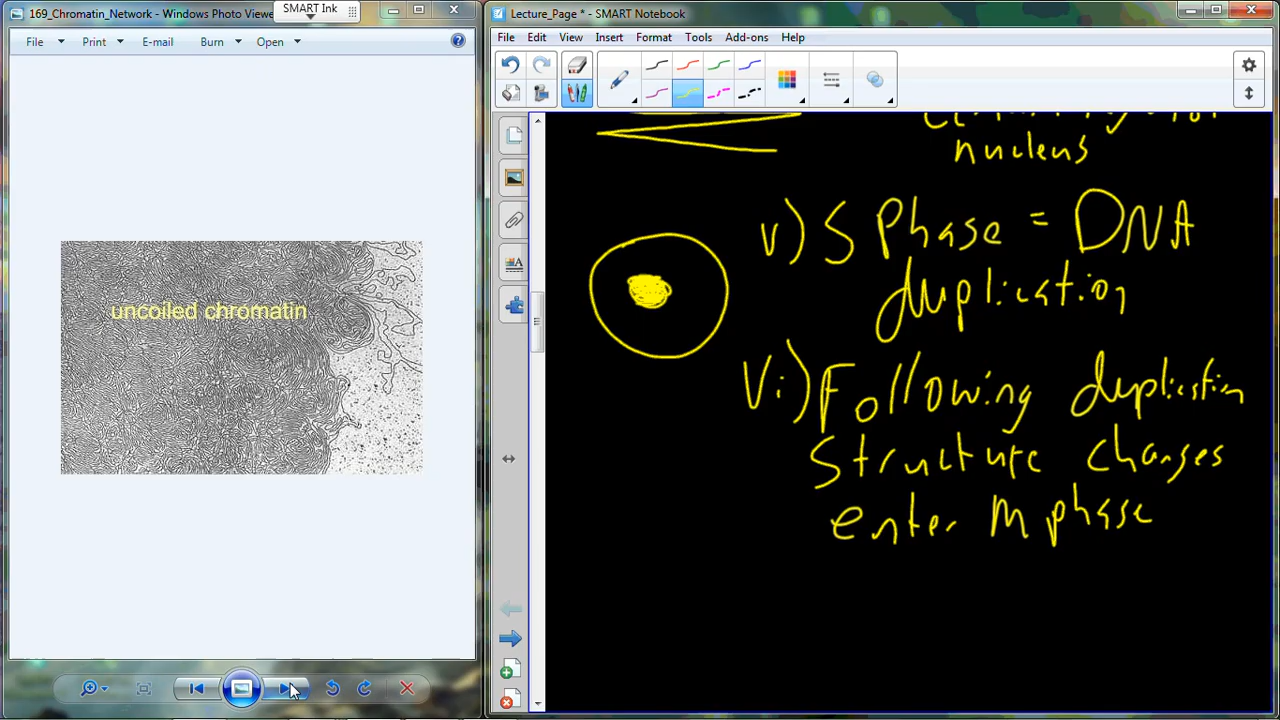 169_Chromatin_Network - Windows Photo Viewe
SMART Ink
File Print E-mail Burn Open
uncoiled chromatin
Lecture_Page * - SMART Notebook
File Edit View Insert Format Tools Add-ons Help
nucleus
v) S Phase = DNA
duplication
Vi) Following duplication
Structure changes
enter M phase